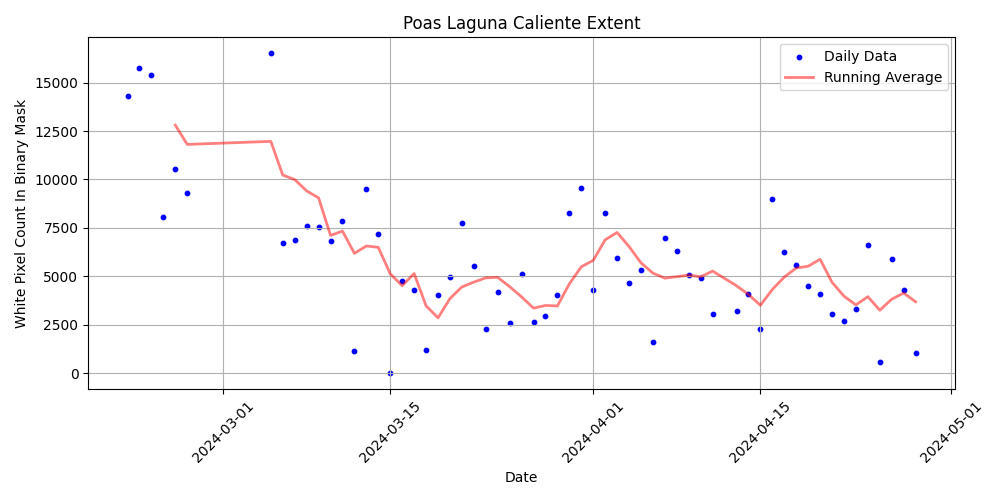 Poas Laguna Caliente Extent
Daily Data
Running Average
White Pixel Count In Binary Mask
15000
12500
10000
7500
5000
2500
0
2024-03-01
2024-03-15
2024-04-01
2024-04-15
2024-05-01
Date